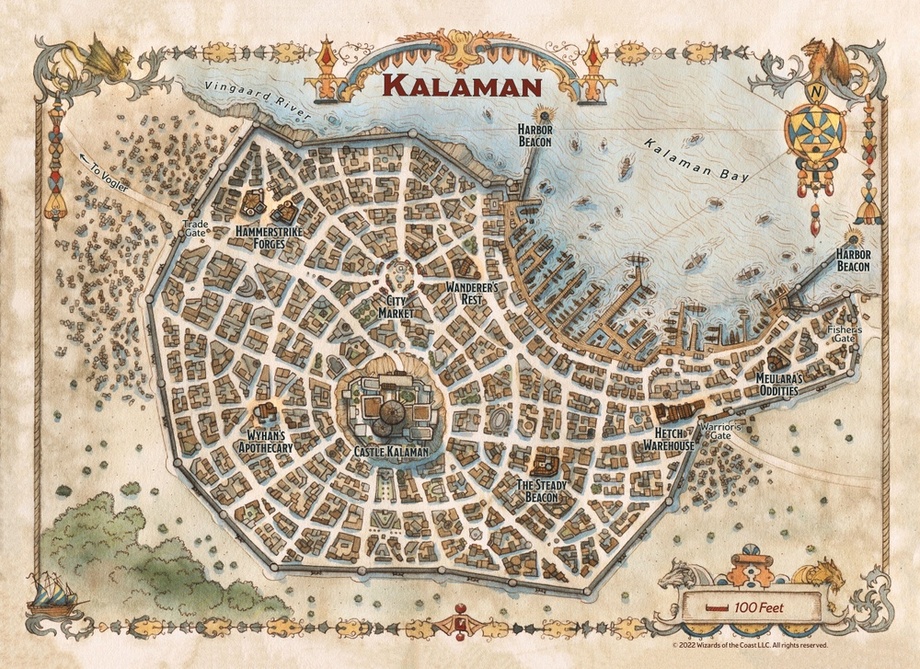 KALAMAN
N
Vingaard River
HARBOR
BEACON
Kalaman Bay
To Vogler
Trade
Gate
HAMMERSTRIKE
FORGES
HARBOR
BEACON
WANDERER'S
REST
CITY
MARKET
Fisher's
Gate
MEULARA'S
ODDITIES
WYHAN'S
APOTHECARY
CASTLE KALAMAN
HETCH
WAREHOUSE
Warrior's
Gate
THE STEADY
BEACON
100 Feet
© 2022 Wizards of the Coast LLC. All rights reserved.